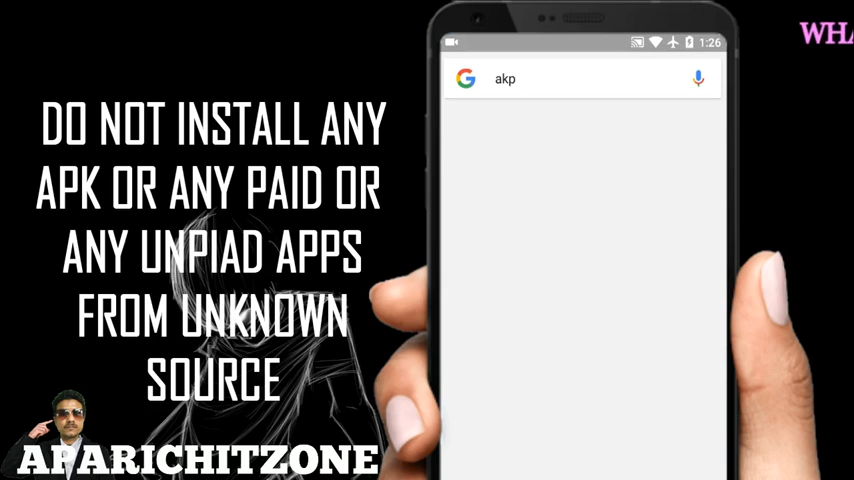 DO NOT INSTALL ANY
APK OR ANY PAID OR
ANY UNPIAD APPS
FROM UNKNOWN
SOURCE
APARICHITZONE
1:26
akp
WHA